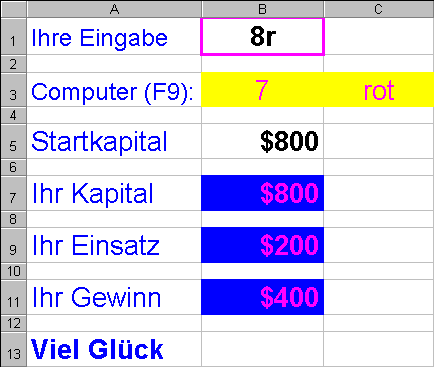 A B C
1 Ihre Eingabe 8r
2
3 Computer (F9): 7 rot
4
5 Startkapital $800
6
7 Ihr Kapital $800
8
9 Ihr Einsatz $200
10
11 Ihr Gewinn $400
12
13 Viel Glück